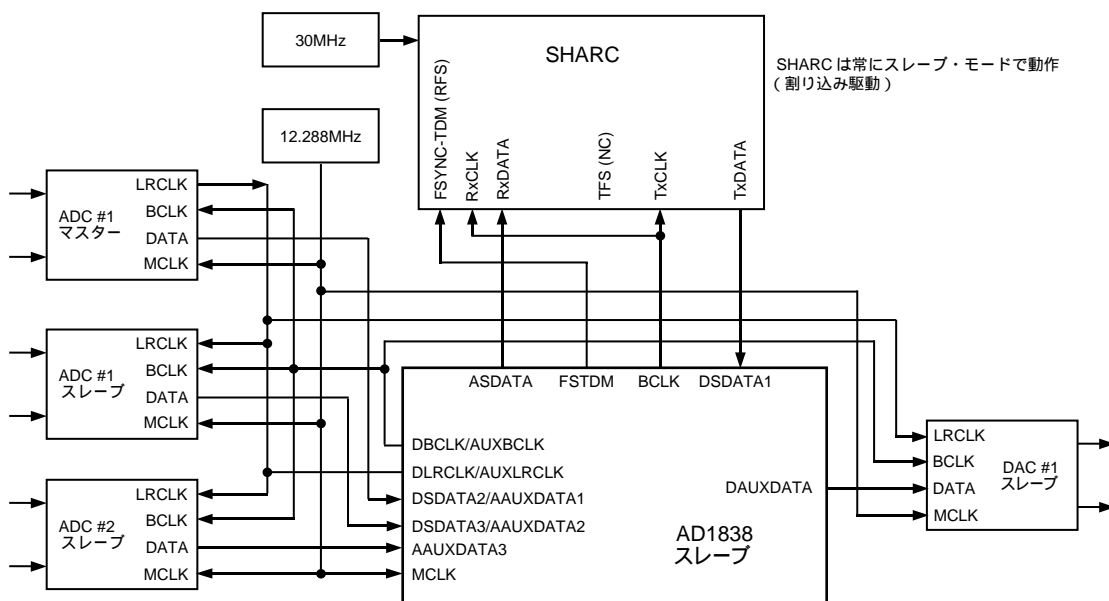 30MHz
SHARC
SHARC は常にスレーブ・モードで動作
(割り込み駆動)
12.288MHz
FSYNC-TDM (RFS)
RxCLK
RxDATA
TFS (NC)
TxCLK
TxDATA
ADC #1
マスター
LRCLK
BCLK
DATA
MCLK
ADC #1
スレーブ
LRCLK
BCLK
DATA
MCLK
ADC #2
スレーブ
LRCLK
BCLK
DATA
MCLK
ASDATA
FSTDM
BCLK
DSDATA1
DBCLK/AUXBCLK
DLRCLK/AUXLRCLK
DSDATA2/AAUXDATA1
DSDATA3/AAUXDATA2
AAUXDATA3
MCLK
DAUXDATA
AD1838
スレーブ
LRCLK
BCLK
DATA
MCLK
DAC #1
スレーブ